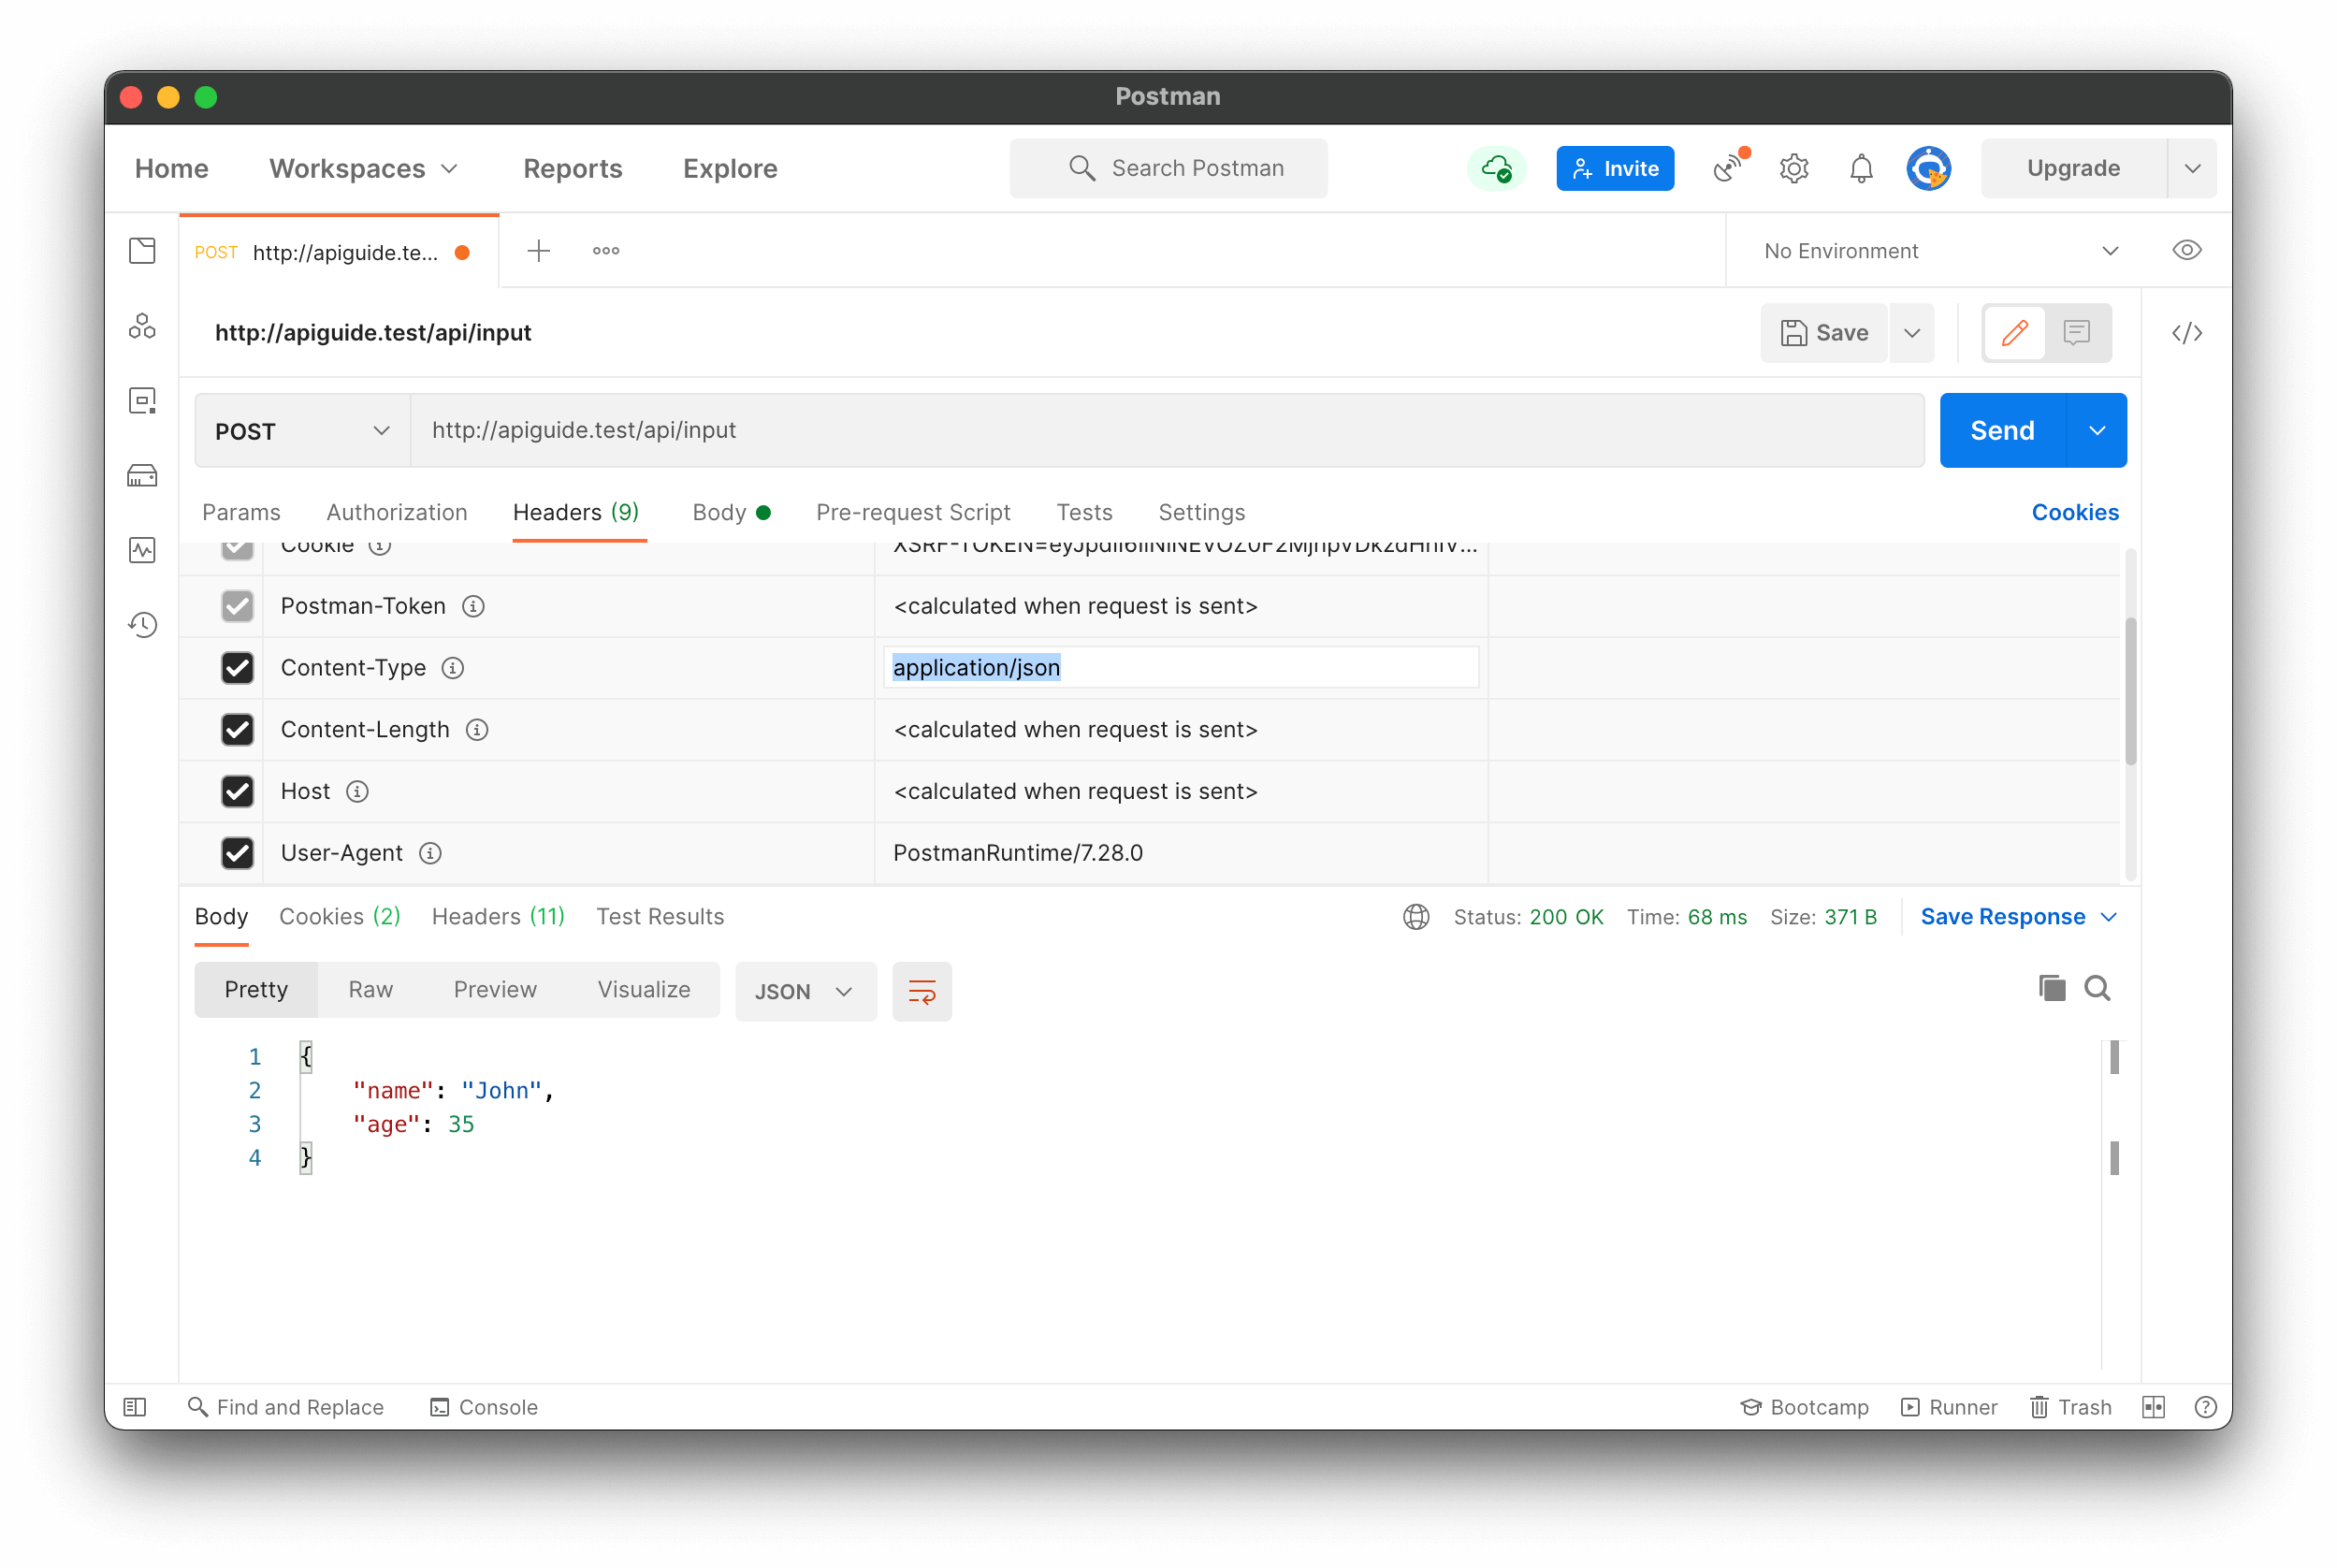 Postman
Home Workspaces Reports Explore Search Postman Invite Upgrade
POST http://apiguide.te... No Environment
http://apiguide.test/api/input Save
POST http://apiguide.test/api/input Send
Params Authorization Headers (9) Body Pre-request Script Tests Settings Cookies
Cookie
Postman-Token <calculated when request is sent>
Content-Type application/json
Content-Length <calculated when request is sent>
Host <calculated when request is sent>
User-Agent PostmanRuntime/7.28.0
Body Cookies (2) Headers (11) Test Results Status: 200 OK Time: 68 ms Size: 371 B Save Response
Pretty Raw Preview Visualize JSON
1 {
2 "name": "John",
3 "age": 35
4 }
Find and Replace Console Bootcamp Runner Trash